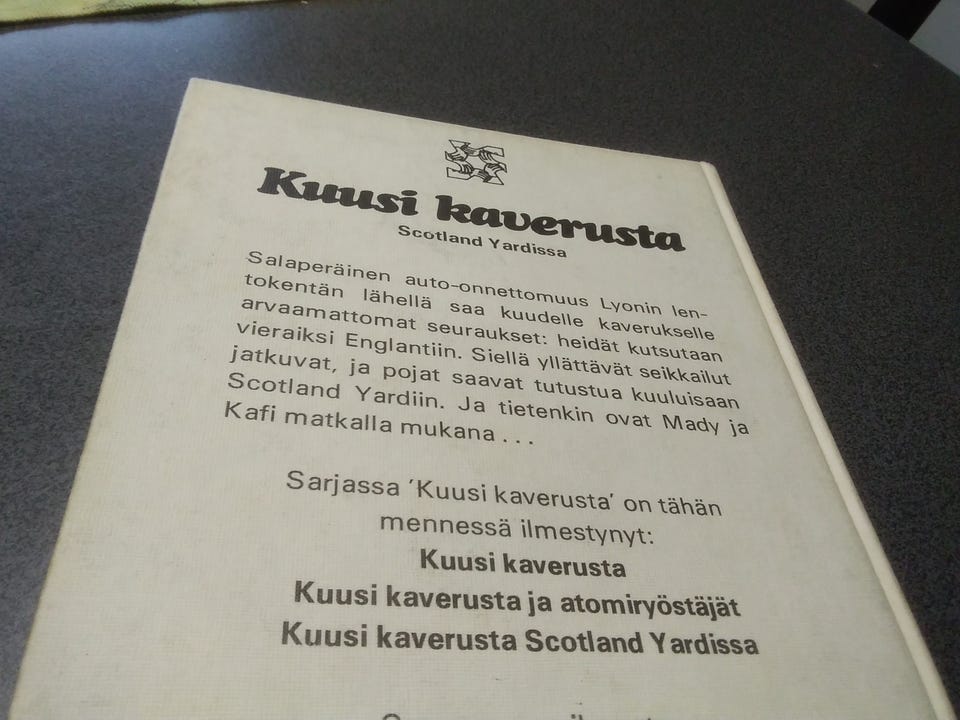 Kuusi kaverusta
Scotland Yardissa
Salaperäinen auto-onnettomuus Lyonin len-
tokentän lähellä saa kuudelle kaverukselle
arvaamattomat seuraukset: heidät kutsutaan
vieraiksi Englantiin. Siellä yllättävät seikkailut
jatkuvat, ja pojat saavat tutustua kuuluisaan
Scotland Yardiin. Ja tietenkin ovat Mady ja
Kafi matkalla mukana . . .
Sarjassa 'Kuusi kaverusta' on tähän
mennessä ilmestynyt:
Kuusi kaverusta
Kuusi kaverusta ja atomiryöstäjät
Kuusi kaverusta Scotland Yardissa